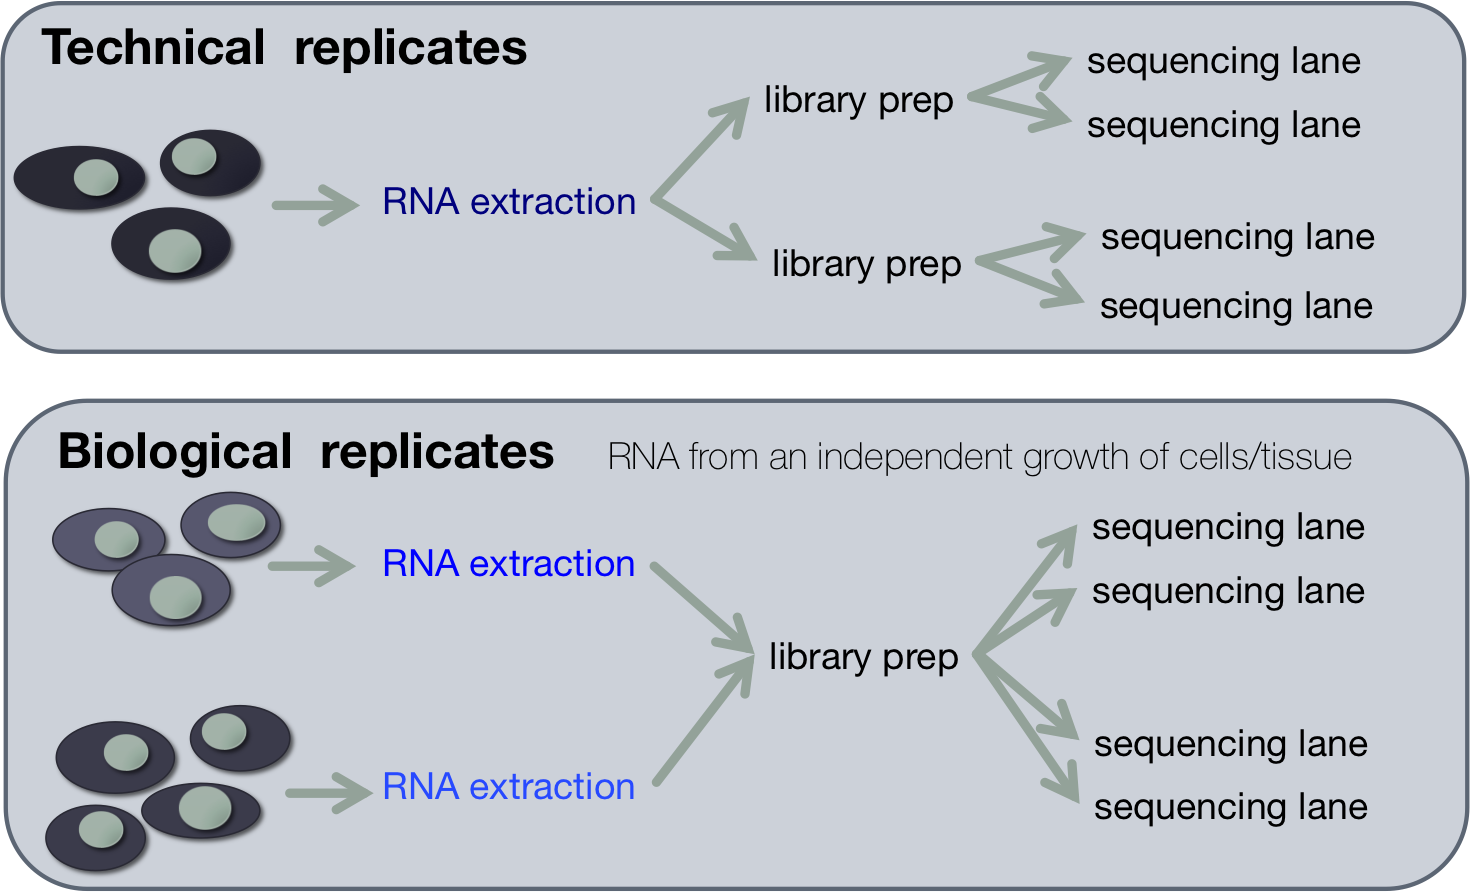 Technical replicates
library prep
sequencing lane
sequencing lane
RNA extraction
library prep
sequencing lane
sequencing lane
Biological replicates RNA from an independent growth of cells/tissue
RNA extraction
library prep
sequencing lane
sequencing lane
RNA extraction
sequencing lane
sequencing lane